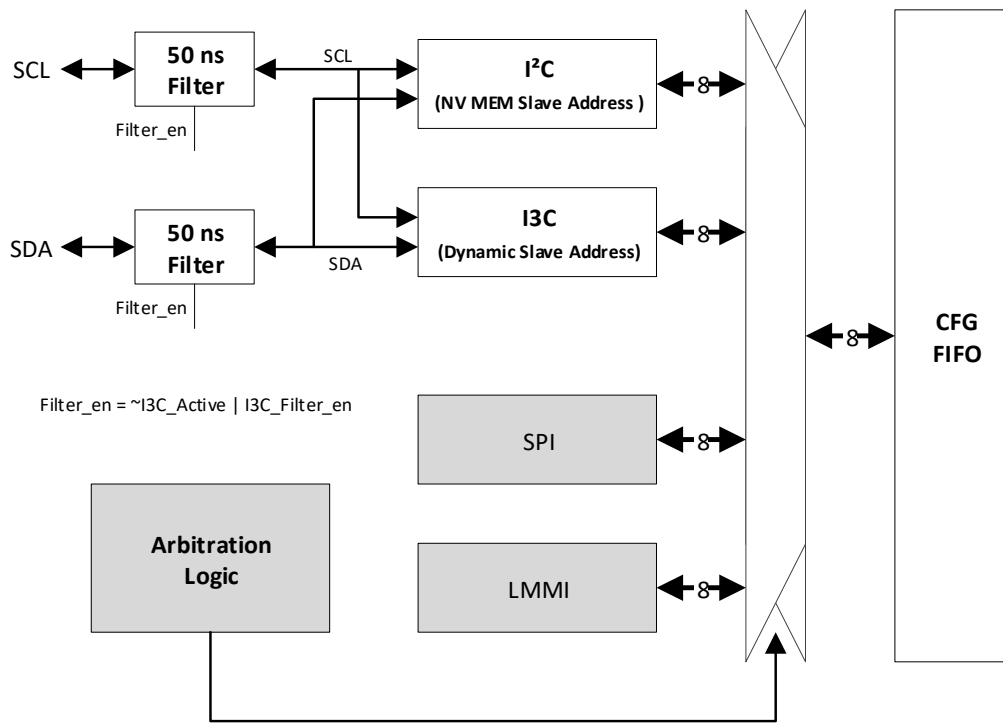 SCL
50 ns
Filter
Filter_en
SCL
I²C
(NV MEM Slave Address )
8
SDA
50 ns
Filter
Filter_en
SDA
I3C
(Dynamic Slave Address)
8
8
CFG
FIFO
Filter_en = ~I3C_Active | I3C_Filter_en
SPI
8
Arbitration
Logic
LMMI
8